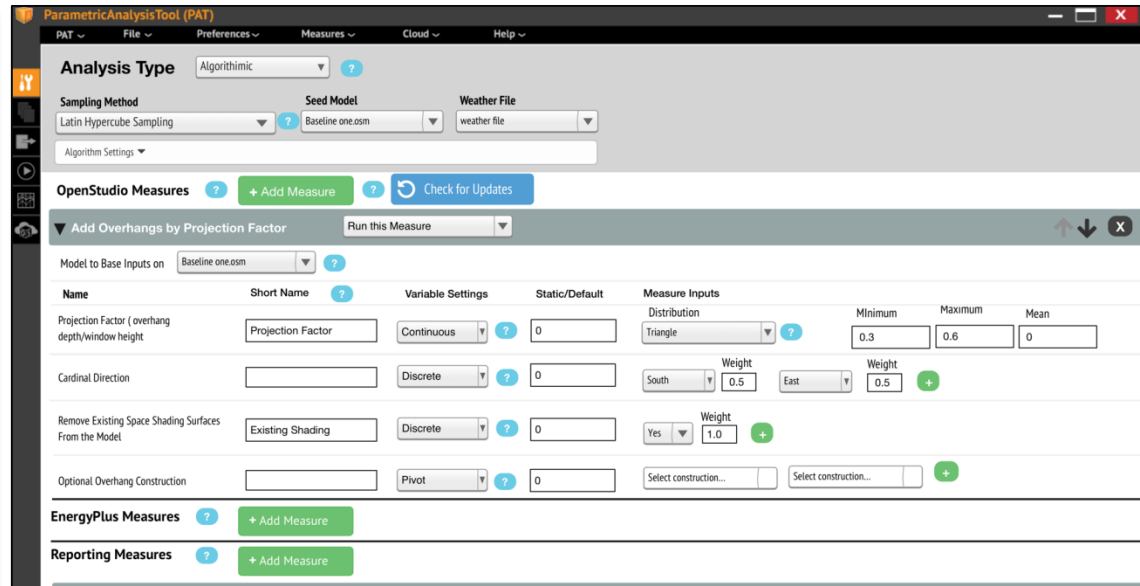 ParametricAnalysisTool (PAT)
X
PAT File Preferences Measures Cloud Help
Analysis Type Algorithimic ?
Sampling Method Seed Model Weather File
Latin Hypercube Sampling ? Baseline one.osm weather file
Algorithm Settings
OpenStudio Measures ? + Add Measure ? Check for Updates
Add Overhangs by Projection Factor Run this Measure X
Model to Base Inputs on Baseline one.osm ?
Name Short Name ? Variable Settings Static/Default Measure Inputs
Distribution MInimum Maximum Mean
Projection Factor ( overhang
depth/window height Projection Factor Continuous ? 0 Triangle ? 0.3 0.6 0
Weight Weight
Cardinal Direction Discrete ? 0 South 0.5 East 0.5 +
Weight
Remove Existing Space Shading Surfaces
From the Model Existing Shading Discrete ? 0 Yes 1.0 +
Optional Overhang Construction Pivot ? 0 Select construction... Select construction... +
EnergyPlus Measures ? + Add Measure
Reporting Measures ? + Add Measure